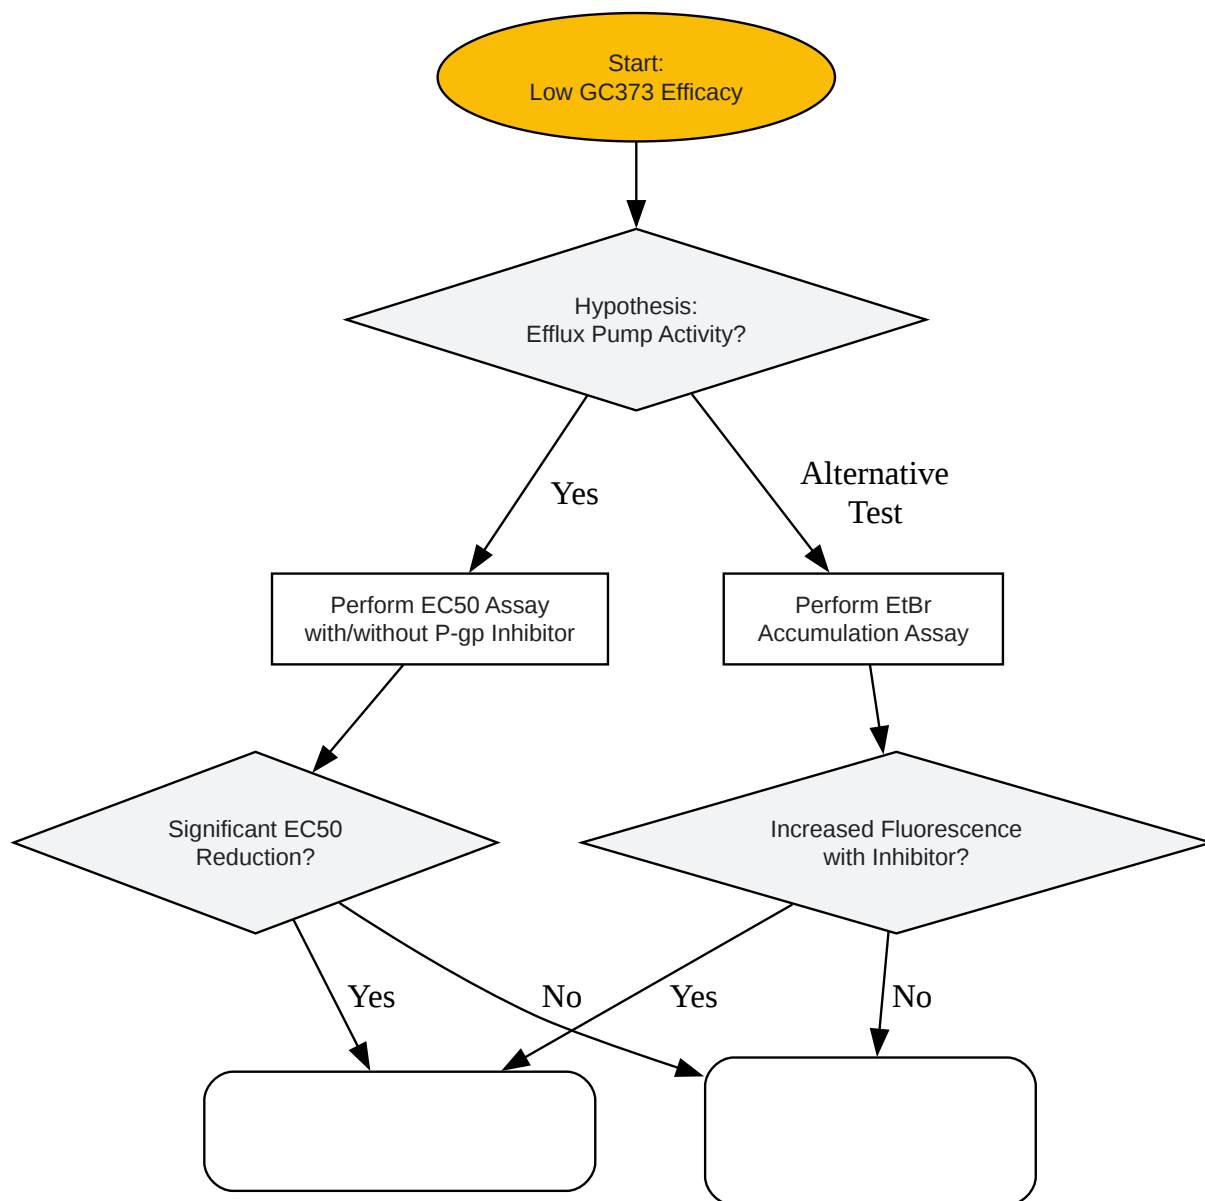 Start:
Low GC373 Efficacy
Hypothesis:
Efflux Pump Activity?
Yes
Alternative
Test
Perform EC50 Assay
with/without P-gp Inhibitor
Perform EtBr
Accumulation Assay
Significant EC50
Reduction?
Increased Fluorescence
with Inhibitor?
Yes
No
Yes
No